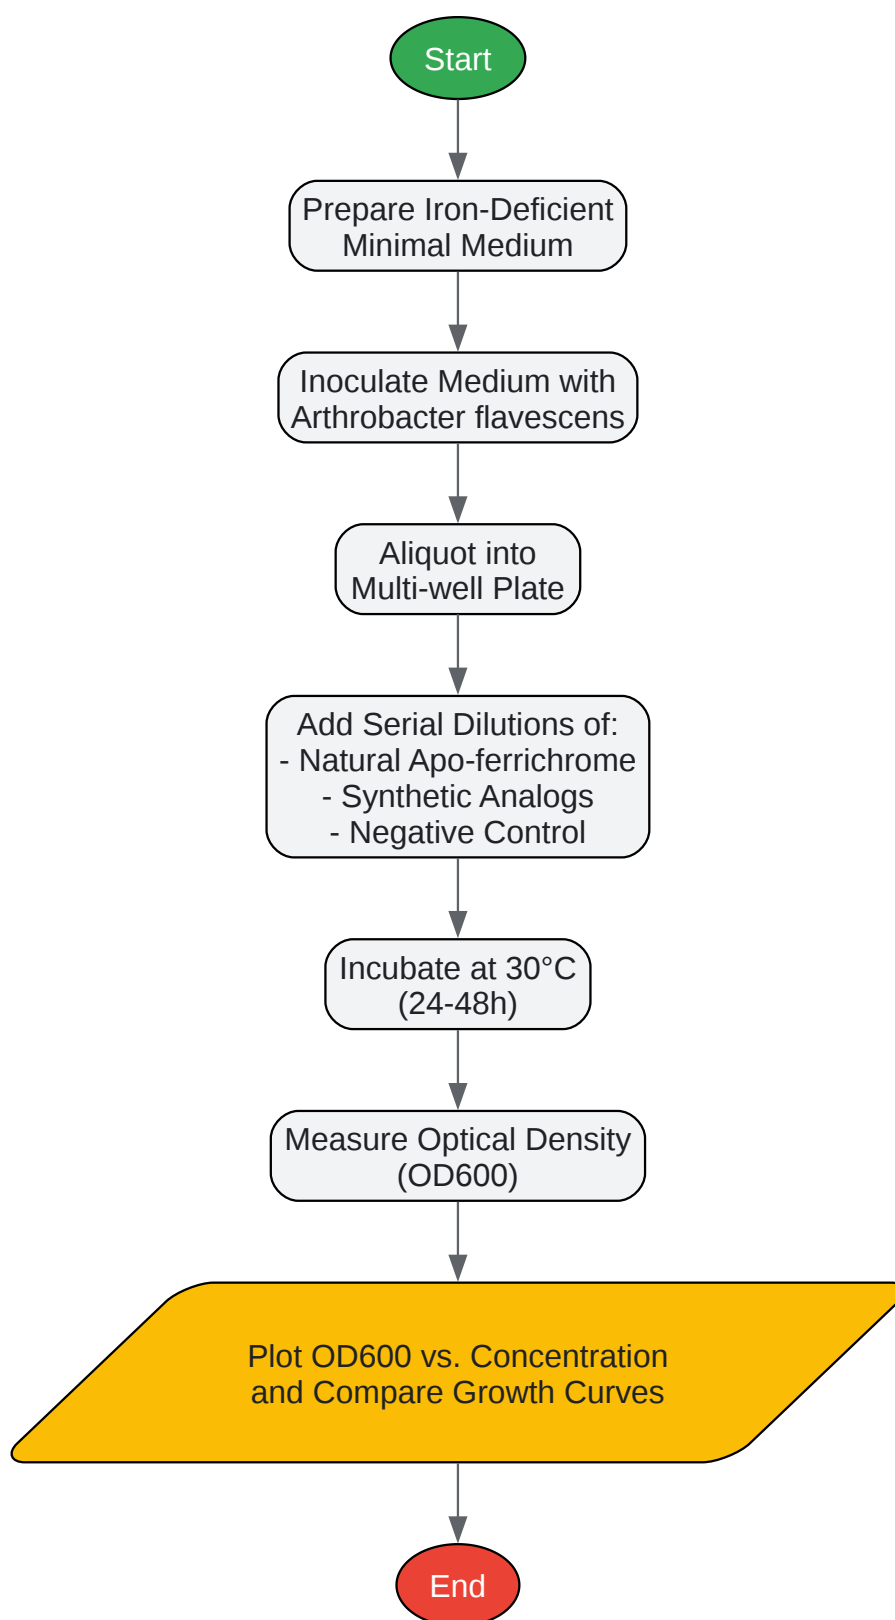 Start
Prepare Iron-Deficient
Minimal Medium
Inoculate Medium with
Arthrobacter flavescens
Aliquot into
Multi-well Plate
Add Serial Dilutions of:
- Natural Apo-ferrichrome
- Synthetic Analogs
- Negative Control
Incubate at 30°C
(24-48h)
Measure Optical Density
(OD600)
Plot OD600 vs. Concentration
and Compare Growth Curves
End